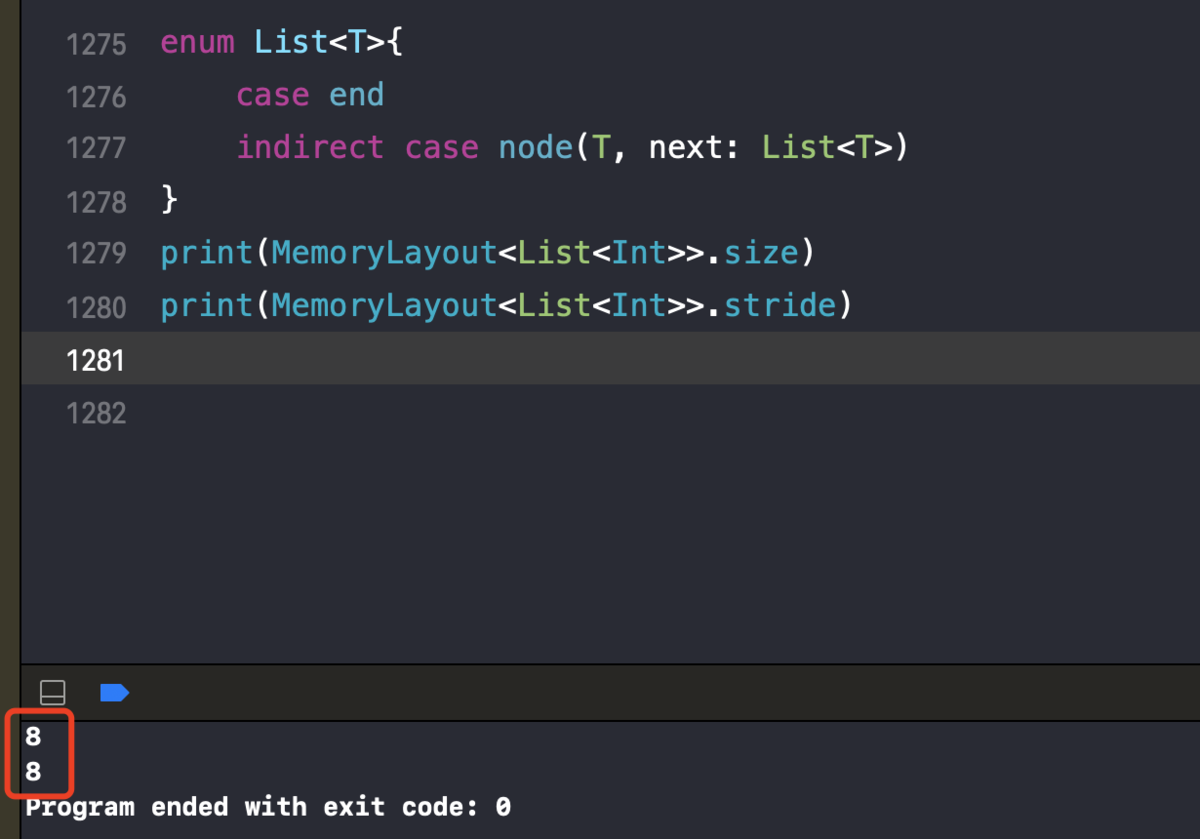 1275 enum List<T>{
1276     case end
1277     indirect case node(T, next: List<T>)
1278 }
1279 print(MemoryLayout<List<Int>>.size)
1280 print(MemoryLayout<List<Int>>.stride)
1281
1282
8
8
Program ended with exit code: 0